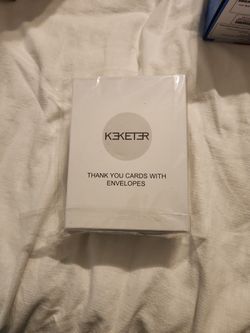 KEKETER
THANK YOU CARDS WITH
ENVELOPES